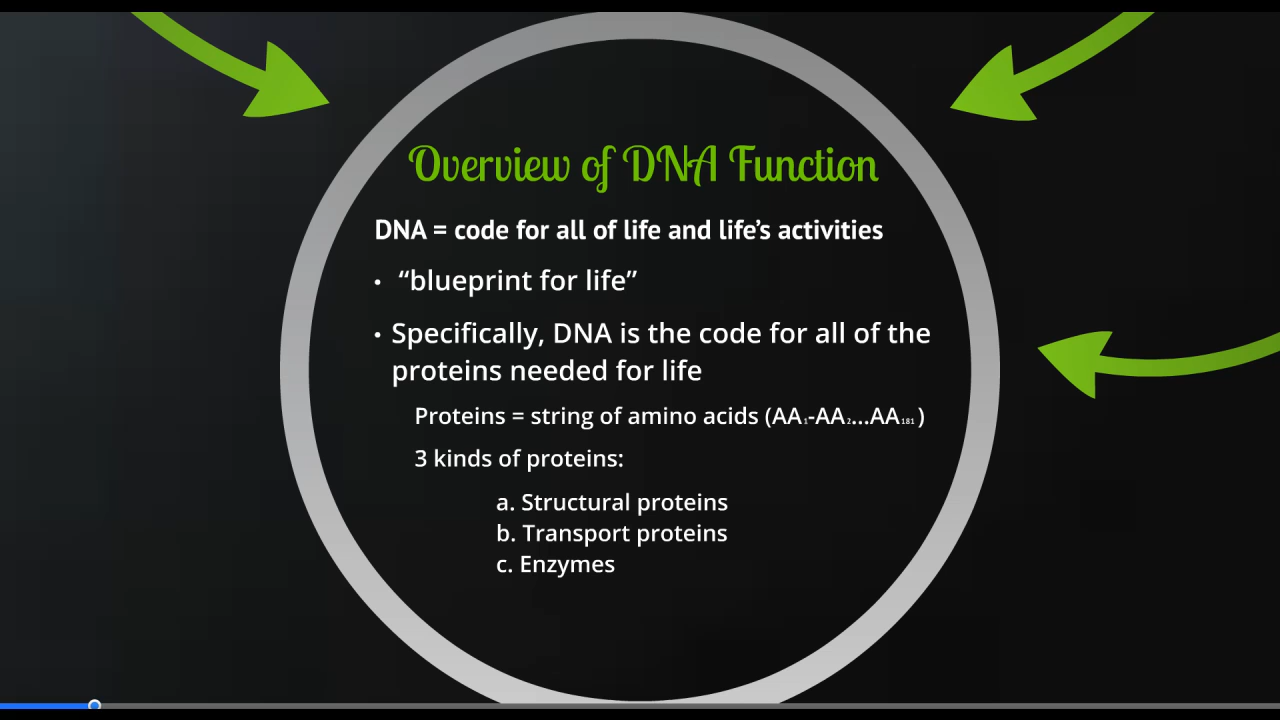 Overview of DNA Function
DNA = code for all of life and life’s activities
• “blueprint for life”
• Specifically, DNA is the code for all of the
proteins needed for life
Proteins = string of amino acids (AA₁-AA₂...AA₁₈₁)
3 kinds of proteins:
a. Structural proteins
b. Transport proteins
c. Enzymes